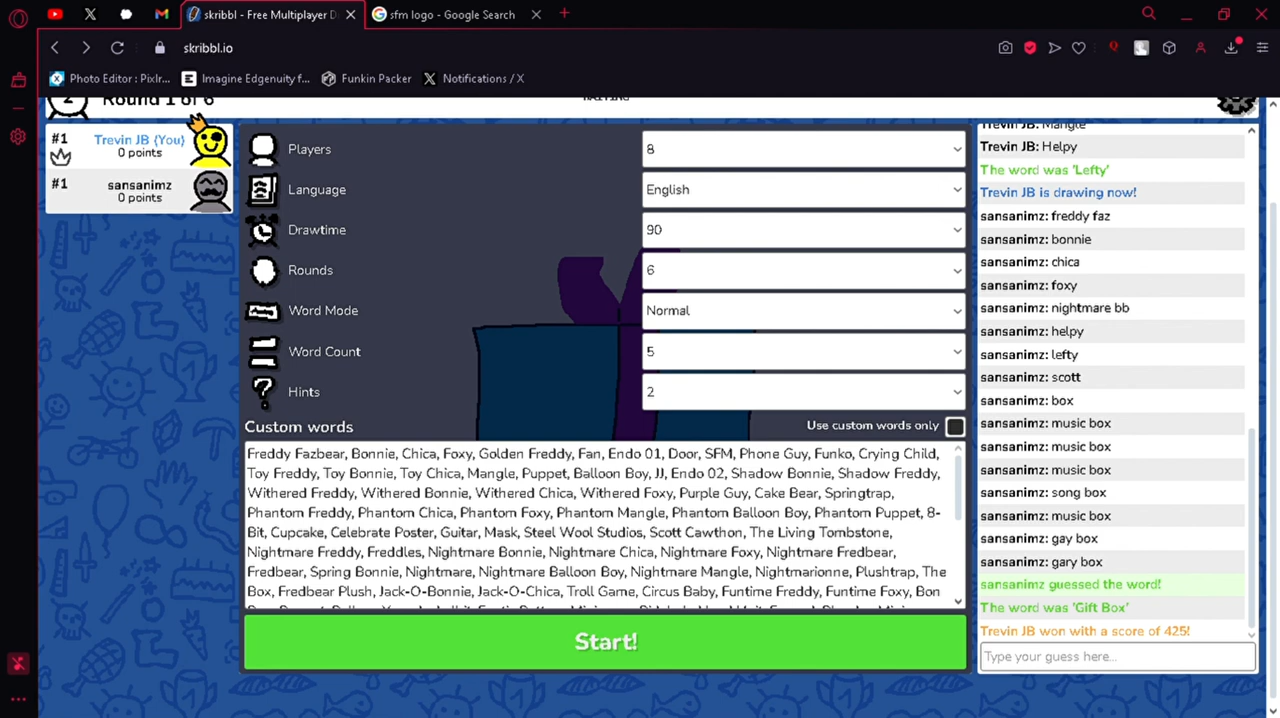 skribbl - Free Multiplayer D
sfm logo - Google Search
skribbl.io
Photo Editor : Pixlr...
Imagine Edgenuity f...
Funkin Packer
Notifications / X
Round 1 of 6
WAITING
#1
Trevin JB (You)
0 points
#1
sansanimz
0 points
Players
8
Language
English
Drawtime
90
Rounds
6
Word Mode
Normal
Word Count
5
Hints
2
Custom words
Use custom words only
Freddy Fazbear, Bonnie, Chica, Foxy, Golden Freddy, Fan, Endo 01, Door, SFM, Phone Guy, Funko, Crying Child,
Toy Freddy, Toy Bonnie, Toy Chica, Mangle, Puppet, Balloon Boy, JJ, Endo 02, Shadow Bonnie, Shadow Freddy,
Withered Freddy, Withered Bonnie, Withered Chica, Withered Foxy, Purple Guy, Cake Bear, Springtrap,
Phantom Freddy, Phantom Chica, Phantom Foxy, Phantom Mangle, Phantom Balloon Boy, Phantom Puppet, 8-
Bit, Cupcake, Celebrate Poster, Guitar, Mask, Steel Wool Studios, Scott Cawthon, The Living Tombstone,
Nightmare Freddy, Freddles, Nightmare Bonnie, Nightmare Chica, Nightmare Foxy, Nightmare Fredbear,
Fredbear, Spring Bonnie, Nightmare, Nightmare Balloon Boy, Nightmare Mangle, Nightmarionne, Plushtrap, The
Box, Fredbear Plush, Jack-O-Bonnie, Jack-O-Chica, Troll Game, Circus Baby, Funtime Freddy, Funtime Foxy, Bon
Start!
Trevin JB: Mangle
Trevin JB: Helpy
The word was 'Lefty'
Trevin JB is drawing now!
sansanimz: freddy faz
sansanimz: bonnie
sansanimz: chica
sansanimz: foxy
sansanimz: nightmare bb
sansanimz: helpy
sansanimz: lefty
sansanimz: scott
sansanimz: box
sansanimz: music box
sansanimz: music box
sansanimz: music box
sansanimz: song box
sansanimz: music box
sansanimz: gay box
sansanimz: gary box
sansanimz guessed the word!
The word was 'Gift Box'
Trevin JB won with a score of 425!
Type your guess here...